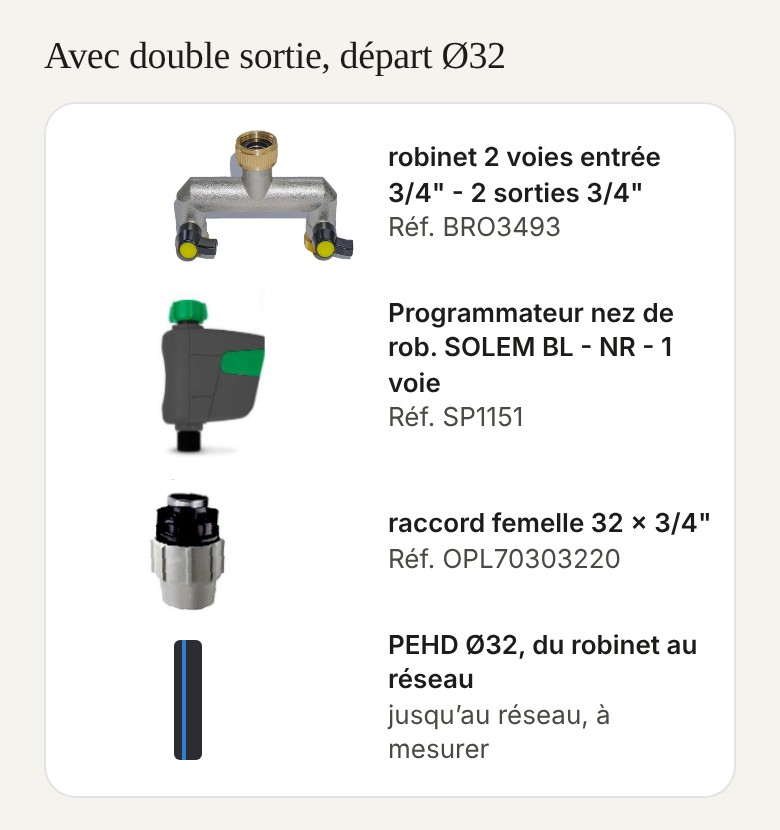 Avec double sortie, départ Ø32
robinet 2 voies entrée
3/4" - 2 sorties 3/4"
Réf. BRO3493
Programmateur nez de
rob. SOLEM BL - NR - 1
voie
Réf. SP1151
raccord femelle 32 × 3/4"
Réf. OPL70303220
PEHD Ø32, du robinet au
réseau
jusqu’au réseau, à
mesurer